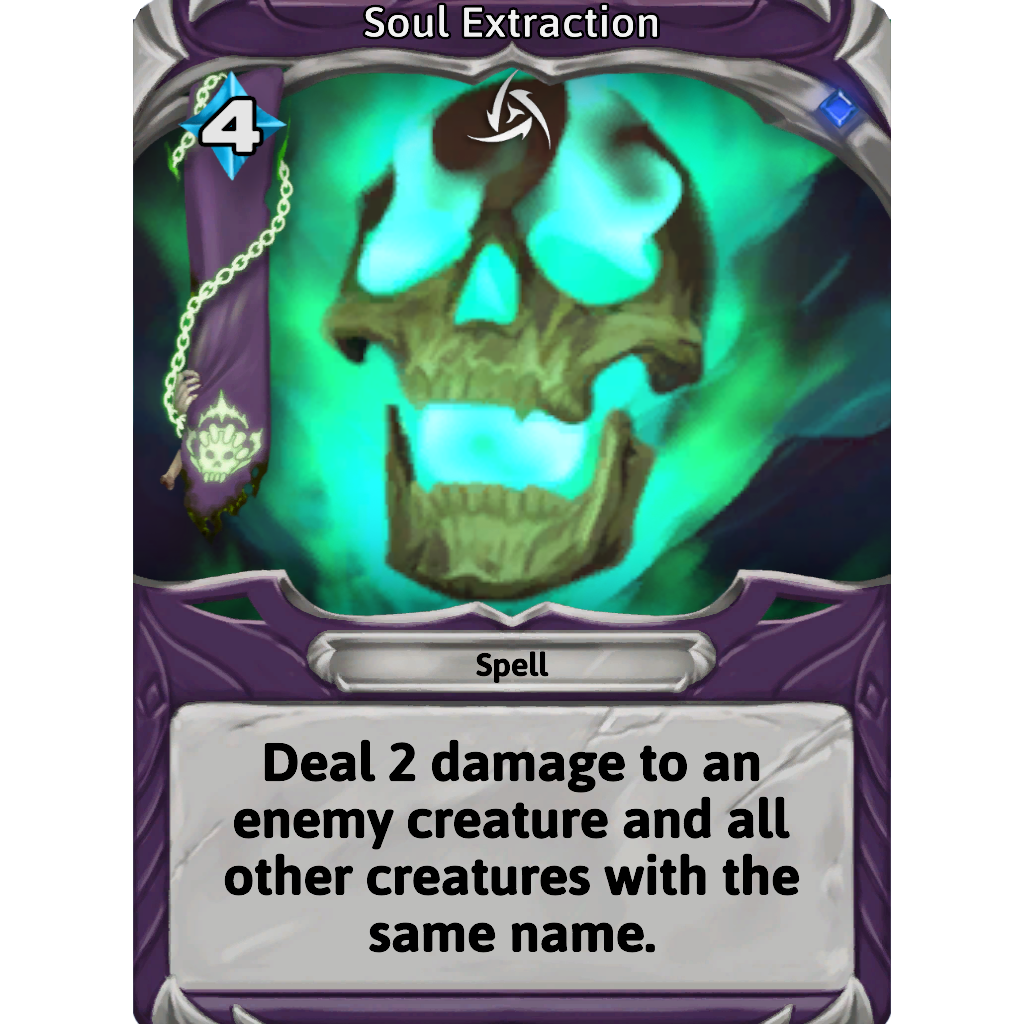 Soul Extraction
4
Spell
Deal 2 damage to an
enemy creature and all
other creatures with the
same name.